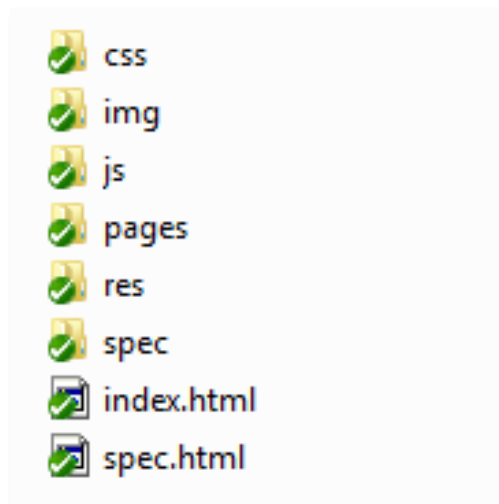 css
img
js
pages
res
spec
index.html
spec.html